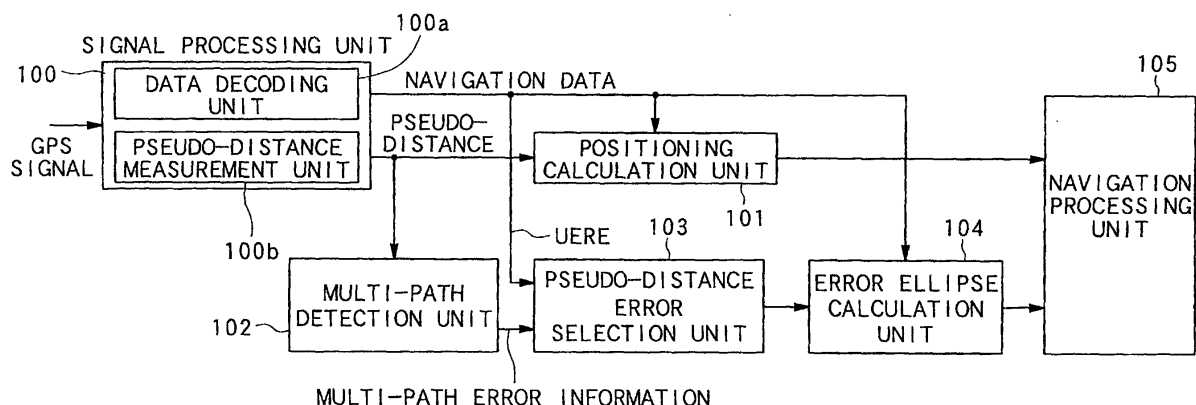 100a
SIGNAL PROCESSING UNIT
100
DATA DECODING
UNIT
NAVIGATION DATA
105
PSEUDO-
DISTANCE
GPS
SIGNAL
PSEUDO-DISTANCE
MEASUREMENT UNIT
POSITIONING
CALCULATION UNIT
NAVIGATION
PROCESSING
UNIT
101
100b
UERE
103
104
MULTI-PATH
DETECTION UNIT
102
PSEUDO-DISTANCE
ERROR
SELECTION UNIT
ERROR ELLIPSE
CALCULATION
UNIT
MULTI-PATH ERROR INFORMATION